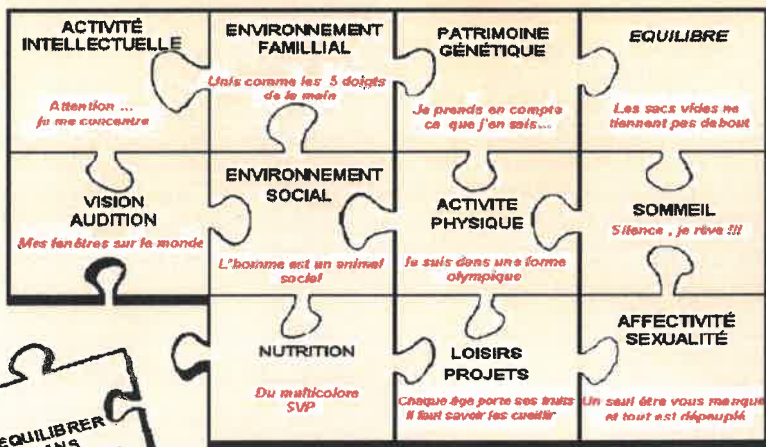 ACTIVITÉ
INTELLECTUELLE
Attention ...
je me concentre
ENVIRONNEMENT
FAMILLIAL
Unis comme les 5 doigts
de la main
PATRIMOINE
GÉNÉTIQUE
Je prends en compte
ce que j'en sais...
EQUILIBRE
Les sacs vides ne
tiennent pas debout
VISION
AUDITION
Mes fenêtres sur le monde
ENVIRONNEMENT
SOCIAL
L'homme est un animal
social
ACTIVITE
PHYSIQUE
Je suis dans une forme
olympique
SOMMEIL
Silence , je rêve !!!
NUTRITION
Du multicolore
SVP
LOISIRS
PROJETS
Chaque âge porte ses fruits
Il faut savoir les cueillir
AFFECTIVITÉ
SEXUALITÉ
Un seul être vous manque
et tout est dépeuplé
EQUILIBRER